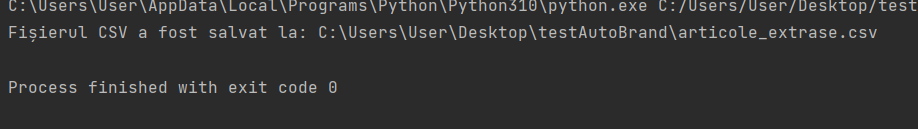 C:\Users\User\AppData\Local\Programs\Python\Python310\python.exe C:/Users/User/Desktop/test
Fișierul CSV a fost salvat la: C:\Users\User\Desktop\testAutoBrand\articole_extrase.csv
Process finished with exit code 0